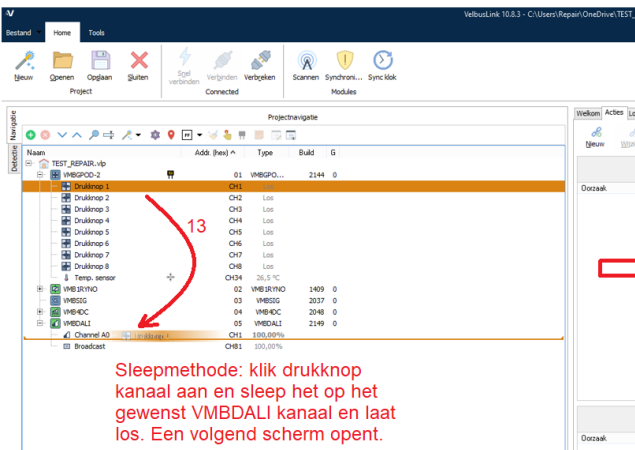 VelbusLink 10.8.3 - C:\Users\Repair\OneDrive\TEST_
Bestand Home Tools
Nieuw Openen Opslaan Sluiten Snel verbinden Verbinden Verbreken Scannen Synchroni... Sync klok
Project Connected Modules
Navigatie
Detectie
Projectnavigatie
Naam Addr. (hex) Type Build G
TEST_REPAIR.vlp
VMBGPOD-2 01 VMBGPO... 2144 0
Drukknop 1 CH1 Los
Drukknop 2 CH2 Los
Drukknop 3 CH3 Los
Drukknop 4 CH4 Los
Drukknop 5 CH5 Los
Drukknop 6 CH6 Los
Drukknop 7 CH7 Los
Drukknop 8 CH8 Los
Temp. sensor CH34 26,5 °C
VMB1RYNO 02 VMB1RYNO 1409 0
VMBSIG 03 VMBSIG 2037 0
VMB4DC 04 VMB4DC 2048 0
VMBDALI 05 VMBDALI 2149 0
Channel A0 Drukknop 1 CH1 100,00%
Broadcast CH81 100,00%
13
Sleepmethode: klik drukknop
kanaal aan en sleep het op het
gewenst VMBDALI kanaal en laat
los. Een volgend scherm opent.
Welkom Acties Lo
Nieuw Wijz
Oorzaak
Oorzaak